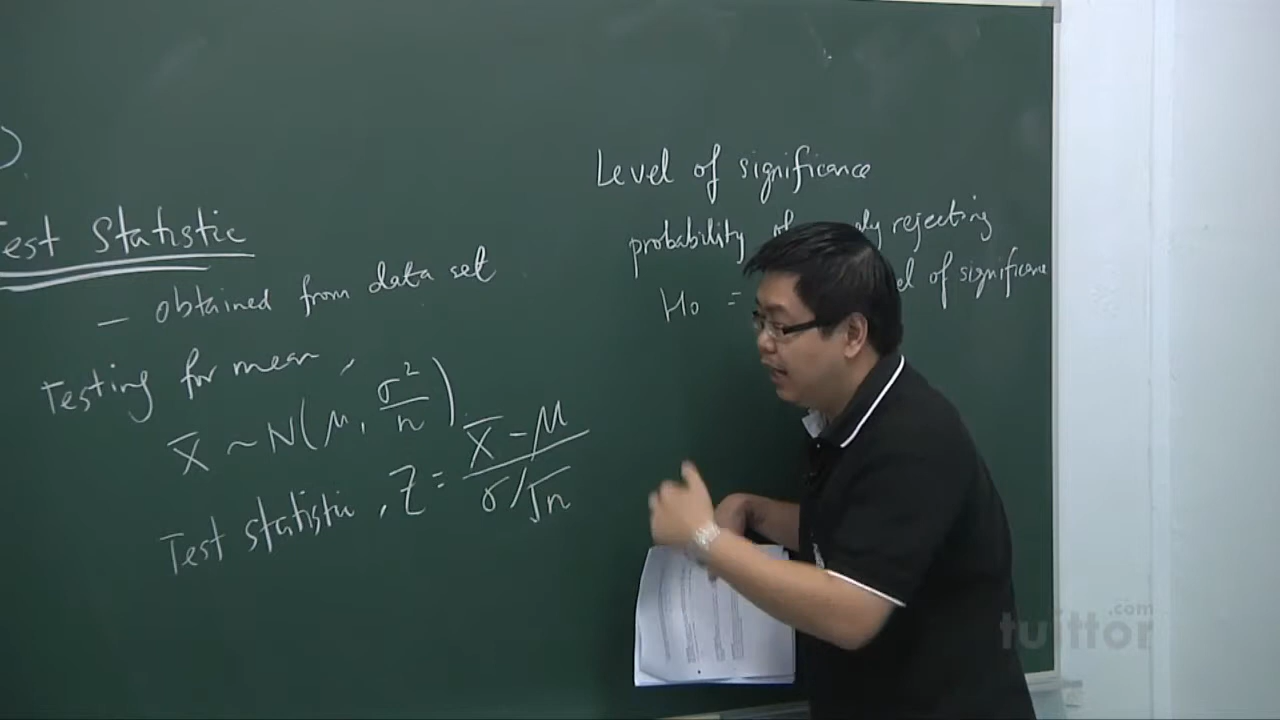 Test Statistic
– obtained from data set
Testing for mean,
X̄ ~ N(μ, σ²/n)
Test statistic, Z = (X̄ – μ)/(σ/√n)
Level of significance
probability of rejecting
H₀ = of significance
tuittor.com